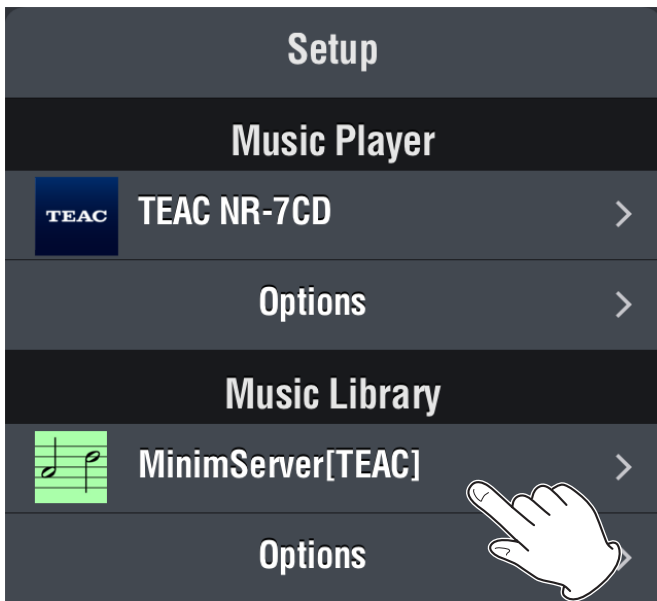 Setup
Music Player
TEAC TEAC NR-7CD
Options
Music Library
MinimServer[TEAC]
Options